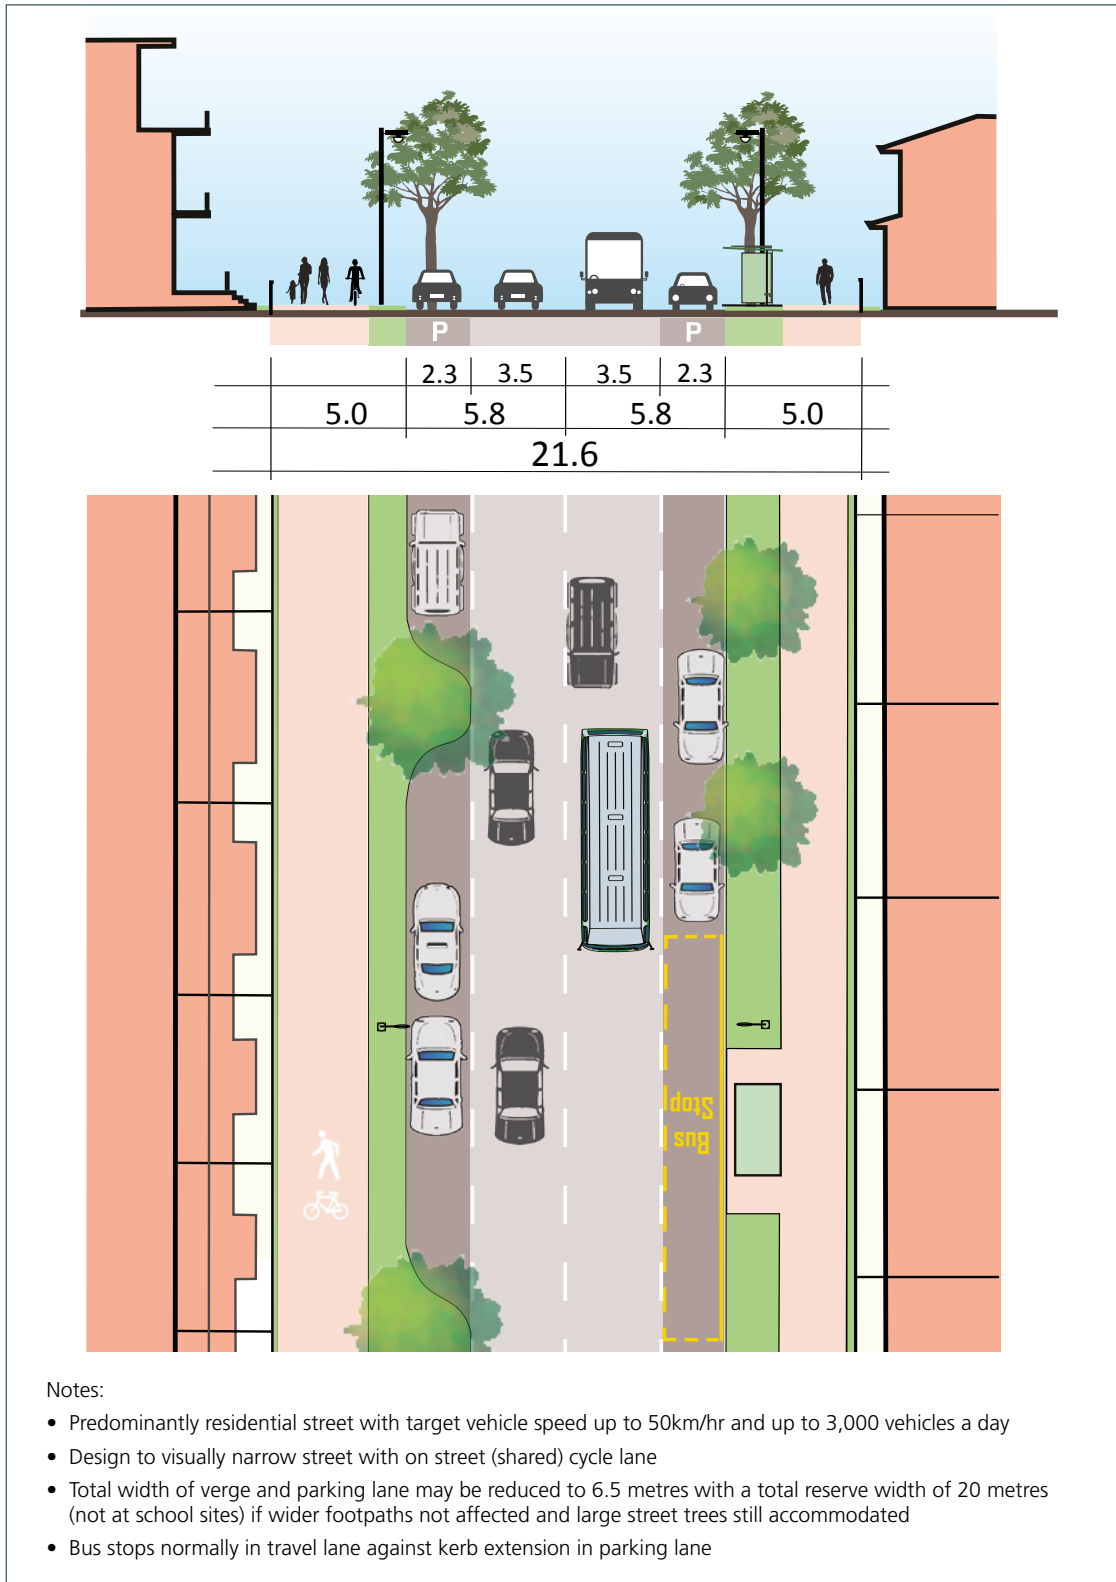 P P
2.3 3.5 3.5 2.3
5.0 5.8 5.8 5.0
21.6
Bus
Stop
Notes:
• Predominantly residential street with target vehicle speed up to 50km/hr and up to 3,000 vehicles a day
• Design to visually narrow street with on street (shared) cycle lane
• Total width of verge and parking lane may be reduced to 6.5 metres with a total reserve width of 20 metres
(not at school sites) if wider footpaths not affected and large street trees still accommodated
• Bus stops normally in travel lane against kerb extension in parking lane